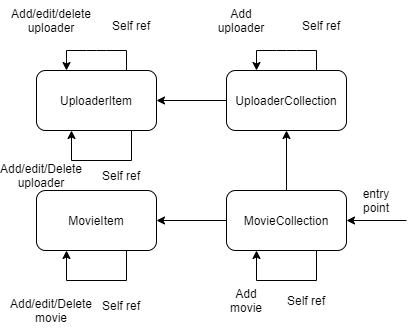 Add/edit/delete
uploader
Self ref
Add
uploader
Self ref
UploaderItem
UploaderCollection
Add/edit/Delete
uploader
Self ref
entry
point
MovieItem
MovieCollection
Add/edit/Delete
movie
Self ref
Add
movie
Self ref